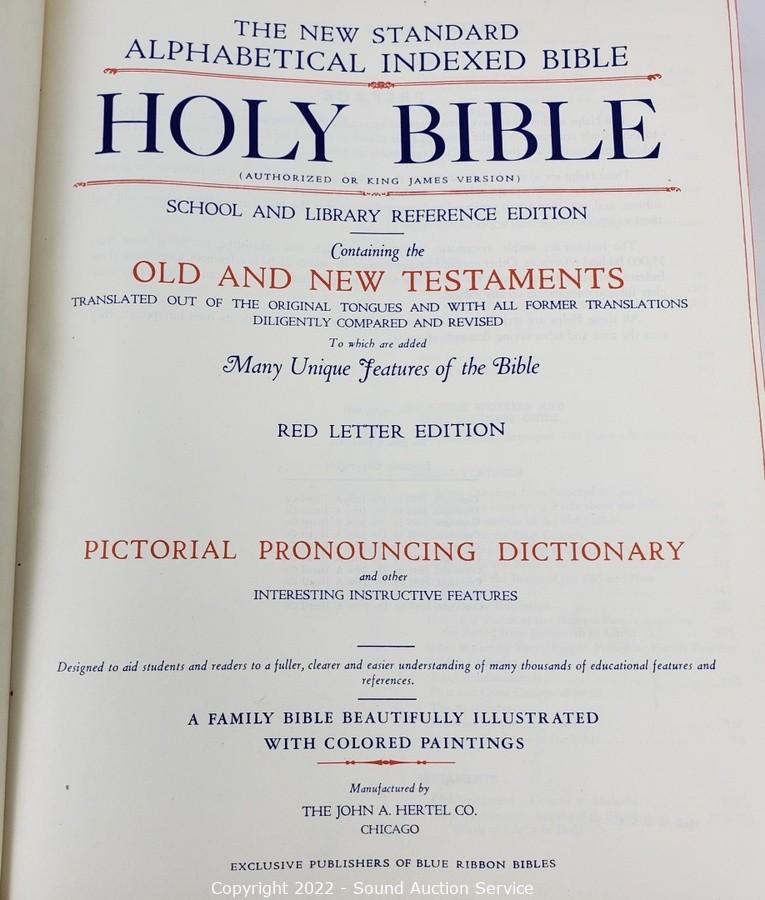 THE NEW STANDARD
ALPHABETICAL INDEXED BIBLE
HOLY BIBLE
(AUTHORIZED OR KING JAMES VERSION)
SCHOOL AND LIBRARY REFERENCE EDITION
Containing the
OLD AND NEW TESTAMENTS
TRANSLATED OUT OF THE ORIGINAL TONGUES AND WITH ALL FORMER TRANSLATIONS
DILIGENTLY COMPARED AND REVISED
To which are added
Many Unique Features of the Bible
RED LETTER EDITION
PICTORIAL PRONOUNCING DICTIONARY
and other
INTERESTING INSTRUCTIVE FEATURES
Designed to aid students and readers to a fuller, clearer and easier understanding of many thousands of educational features and
references.
A FAMILY BIBLE BEAUTIFULLY ILLUSTRATED
WITH COLORED PAINTINGS
Manufactured by
THE JOHN A. HERTEL CO.
CHICAGO
EXCLUSIVE PUBLISHERS OF BLUE RIBBON BIBLES
Copyright 2022 - Sound Auction Service